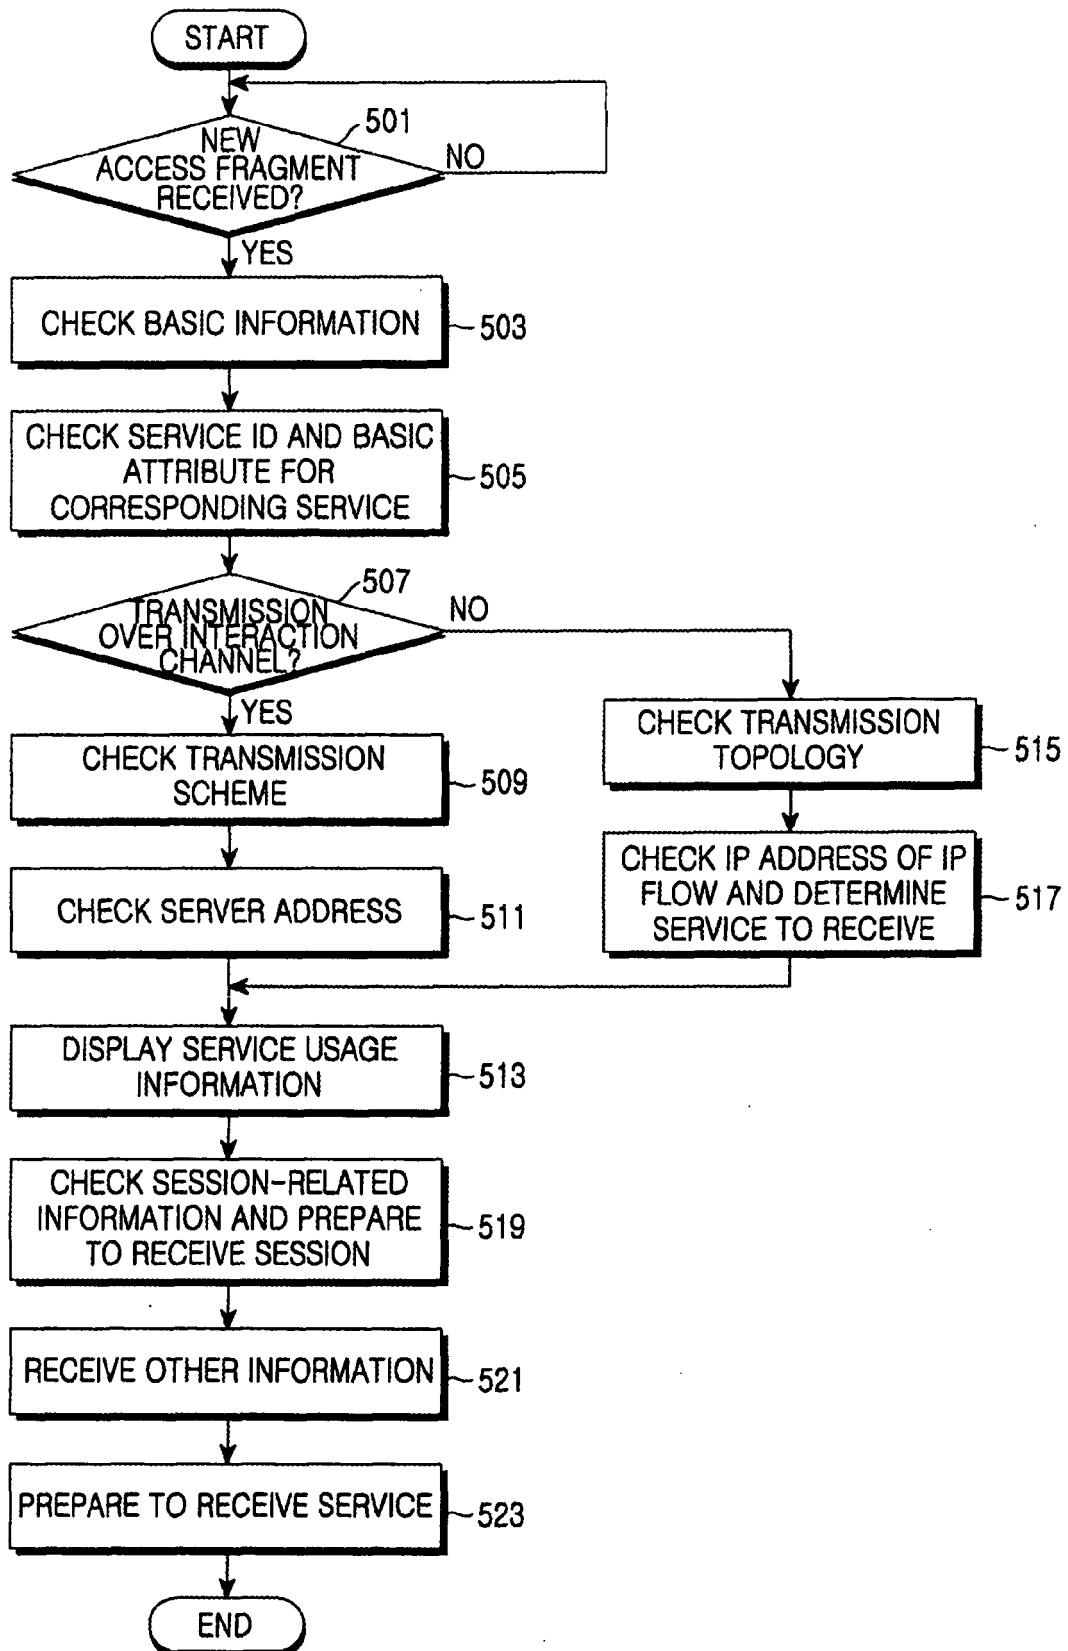 START
501
NEW
ACCESS FRAGMENT
RECEIVED?
NO
YES
CHECK BASIC INFORMATION
503
CHECK SERVICE ID AND BASIC
ATTRIBUTE FOR
CORRESPONDING SERVICE
505
507
TRANSMISSION
OVER INTERACTION
CHANNEL?
NO
YES
CHECK TRANSMISSION
SCHEME
509
CHECK TRANSMISSION
TOPOLOGY
515
CHECK SERVER ADDRESS
511
CHECK IP ADDRESS OF IP
FLOW AND DETERMINE
SERVICE TO RECEIVE
517
DISPLAY SERVICE USAGE
INFORMATION
513
CHECK SESSION-RELATED
INFORMATION AND PREPARE
TO RECEIVE SESSION
519
RECEIVE OTHER INFORMATION
521
PREPARE TO RECEIVE SERVICE
523
END